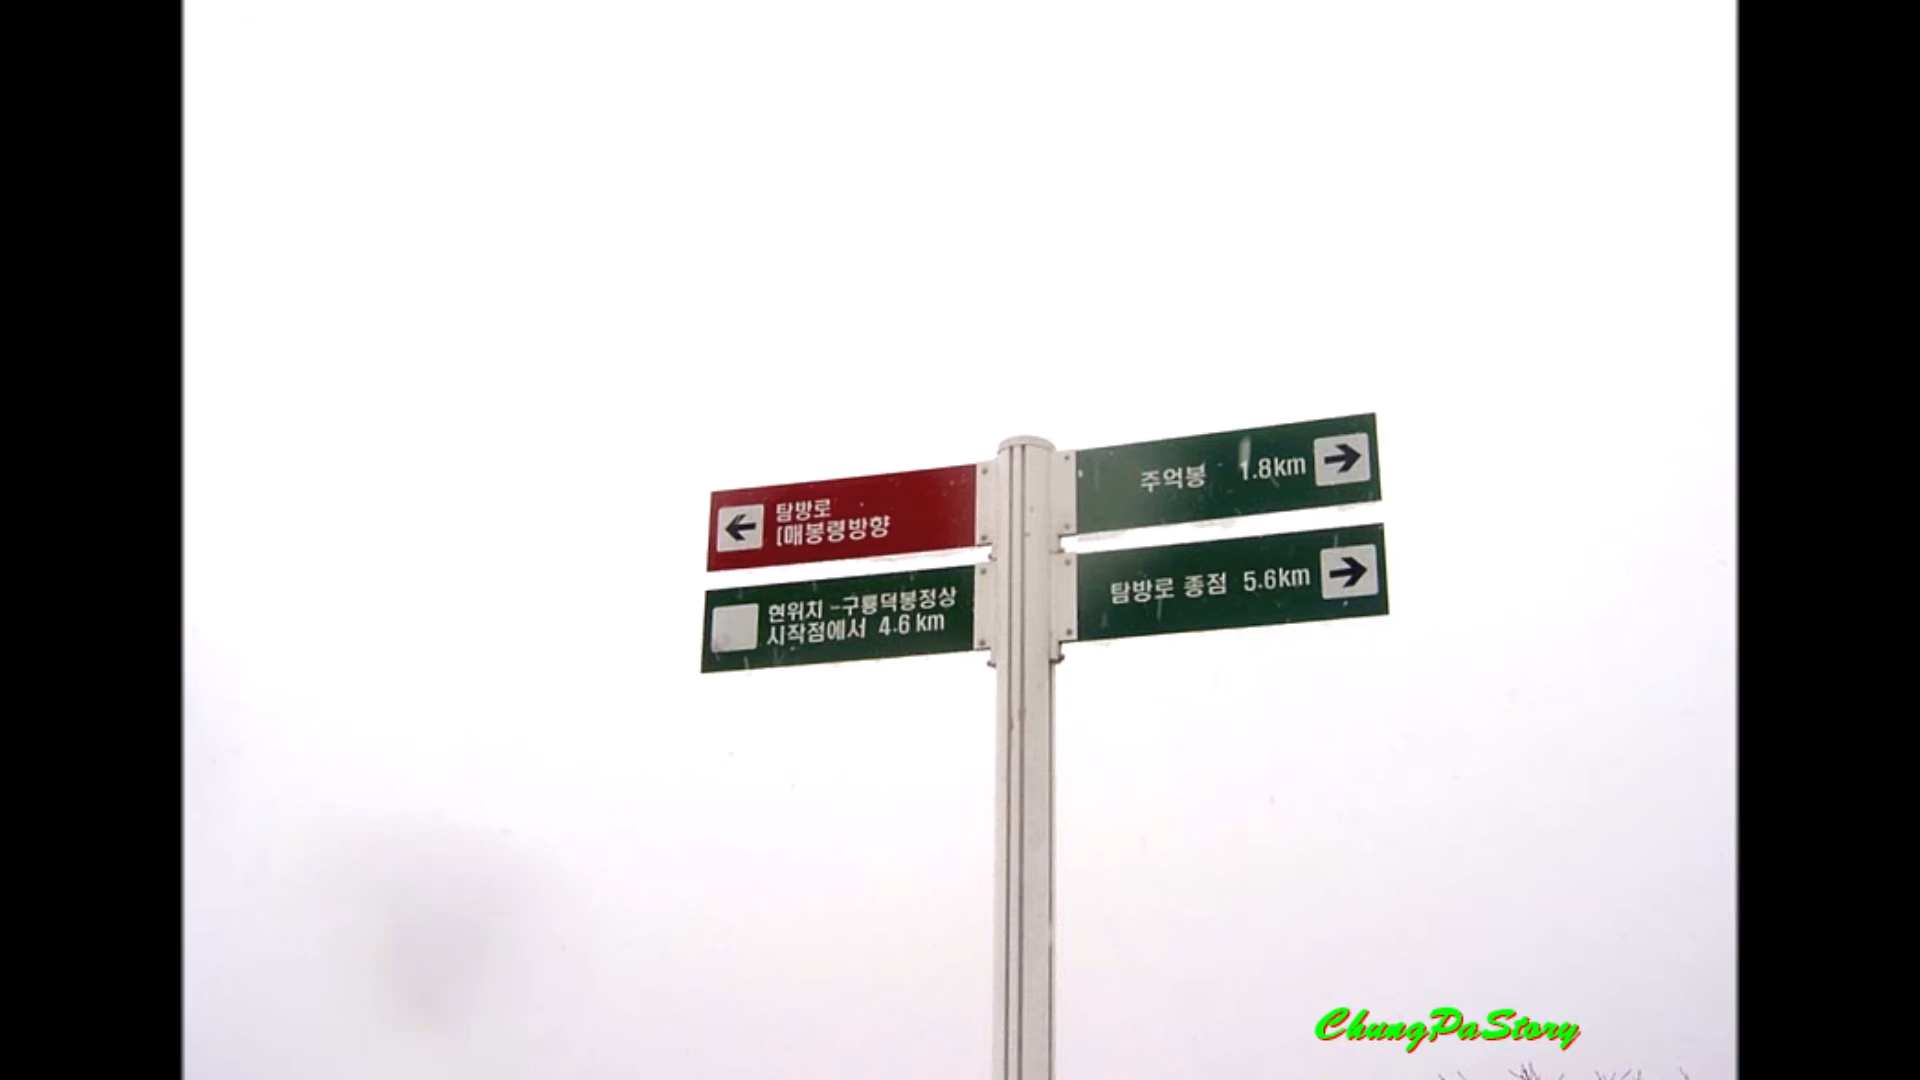 탐방로
[매봉령방향
현위치 -구룡덕봉정상
시작점에서 4.6 km
주억봉 1.8km
탐방로 종점 5.6km
ChungPaStory